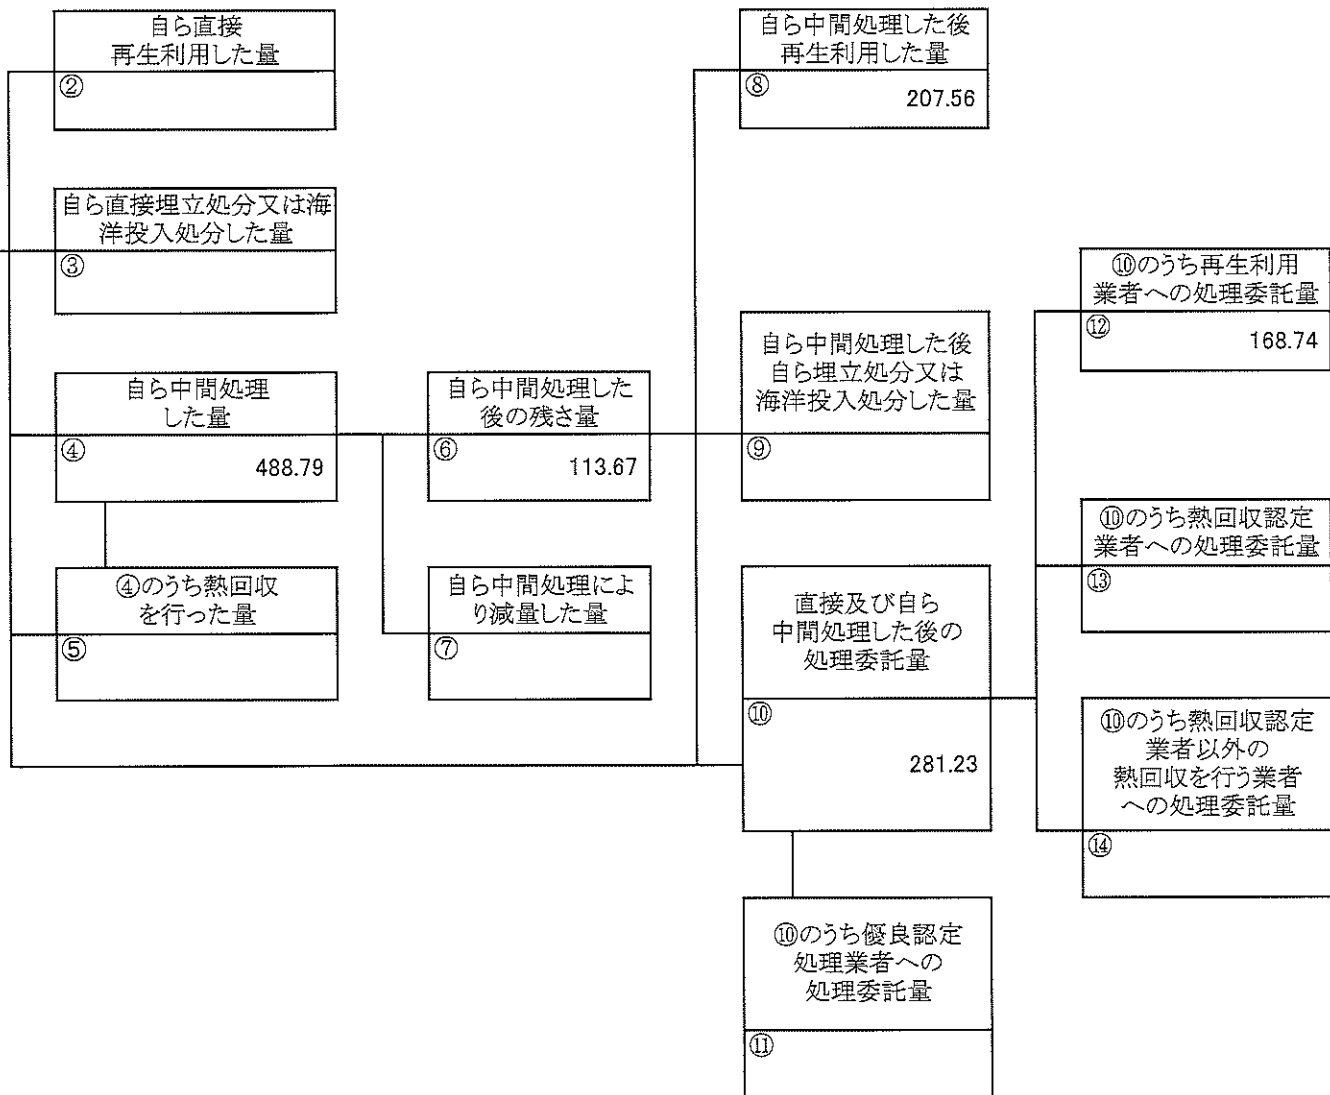 自ら直接
再生利用した量
②
自ら直接埋立処分又は海
洋投入処分した量
③
自ら中間処理
した量
④
488.79
④のうち熱回収
を行った量
⑤
自ら中間処理した
後の残さ量
⑥
113.67
自ら中間処理によ
り減量した量
⑦
自ら中間処理した後
再生利用した量
⑧
207.56
自ら中間処理した後
自ら埋立処分又は
海洋投入処分した量
⑨
直接及び自ら
中間処理した後の
処理委託量
⑩
281.23
⑩のうち優良認定
処理業者への
処理委託量
⑪
⑩のうち再生利用
業者への処理委託量
⑫
168.74
⑩のうち熱回収認定
業者への処理委託量
⑬
⑩のうち熱回収認定
業者以外の
熱回収を行う業者
への処理委託量
⑭